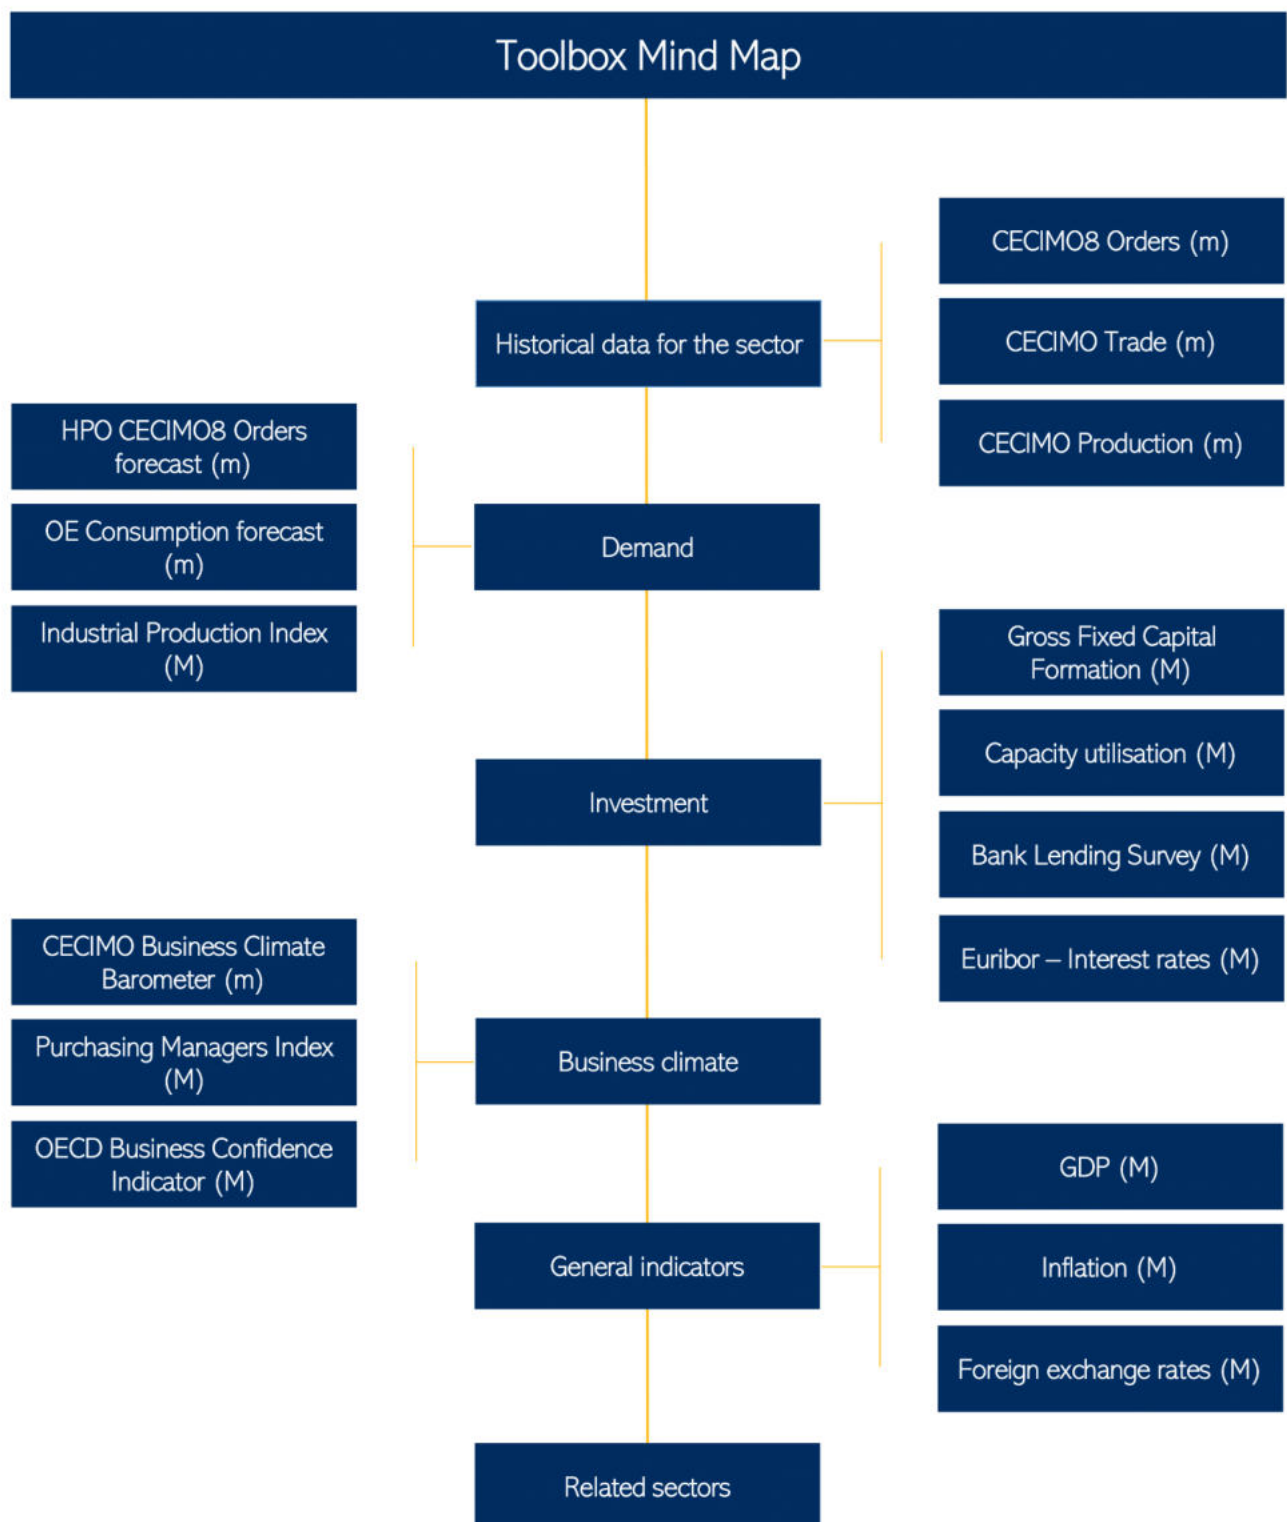 Toolbox Mind Map
CECIMO8 Orders (m)
Historical data for the sector
CECIMO Trade (m)
CECIMO Production (m)
HPO CECIMO8 Orders
forecast (m)
OE Consumption forecast
(m)
Industrial Production Index
(M)
Demand
Gross Fixed Capital
Formation (M)
Capacity utilisation (M)
Investment
Bank Lending Survey (M)
Euribor – Interest rates (M)
CECIMO Business Climate
Barometer (m)
Purchasing Managers Index
(M)
OECD Business Confidence
Indicator (M)
Business climate
GDP (M)
General indicators
Inflation (M)
Foreign exchange rates (M)
Related sectors